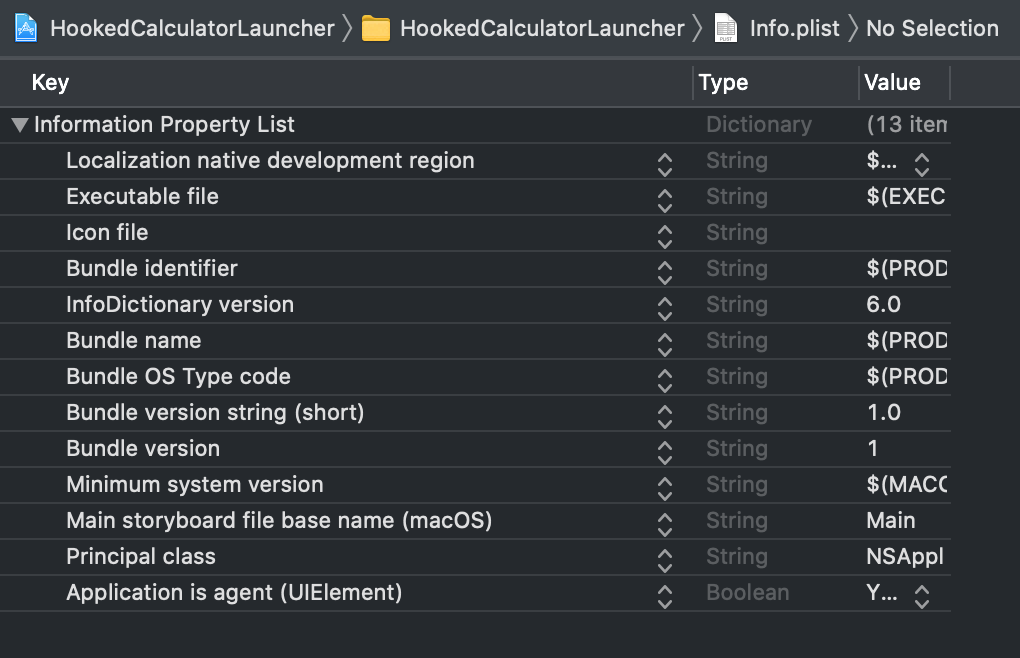 HookedCalculatorLauncher HookedCalculatorLauncher Info.plist No Selection
Key Type Value
Information Property List Dictionary (13 item
Localization native development region String $...
Executable file String $(EXEC
Icon file String
Bundle identifier String $(PROD
InfoDictionary version String 6.0
Bundle name String $(PROD
Bundle OS Type code String $(PROD
Bundle version string (short) String 1.0
Bundle version String 1
Minimum system version String $(MACO
Main storyboard file base name (macOS) String Main
Principal class String NSAppl
Application is agent (UIElement) Boolean Y...